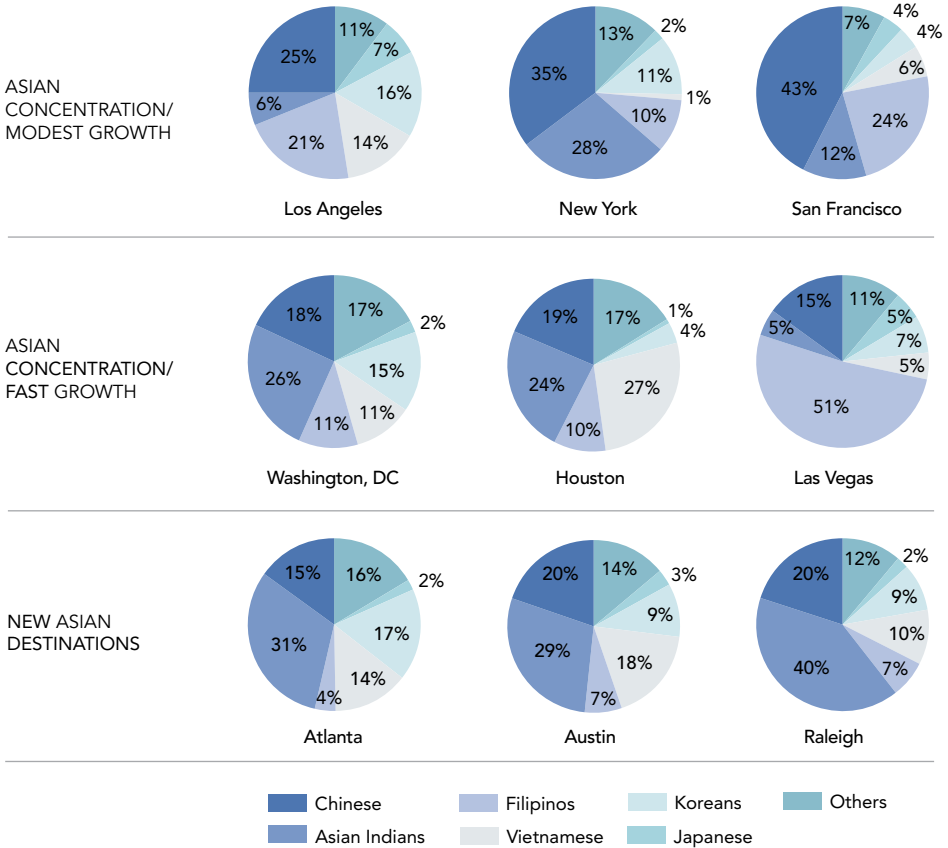 ASIAN
CONCENTRATION/
MODEST GROWTH
11%
7%
16%
14%
21%
6%
25%
Los Angeles
13%
2%
11%
1%
10%
28%
35%
New York
7%
4%
4%
6%
24%
12%
43%
San Francisco
ASIAN
CONCENTRATION/
FAST GROWTH
17%
2%
15%
11%
11%
26%
18%
Washington, DC
17%
1%
4%
27%
10%
24%
19%
Houston
11%
5%
7%
5%
51%
5%
15%
Las Vegas
NEW ASIAN
DESTINATIONS
16%
2%
17%
14%
4%
31%
15%
Atlanta
14%
3%
9%
18%
7%
29%
20%
Austin
12%
2%
9%
10%
7%
40%
20%
Raleigh
Chinese
Filipinos
Koreans
Others
Asian Indians
Vietnamese
Japanese